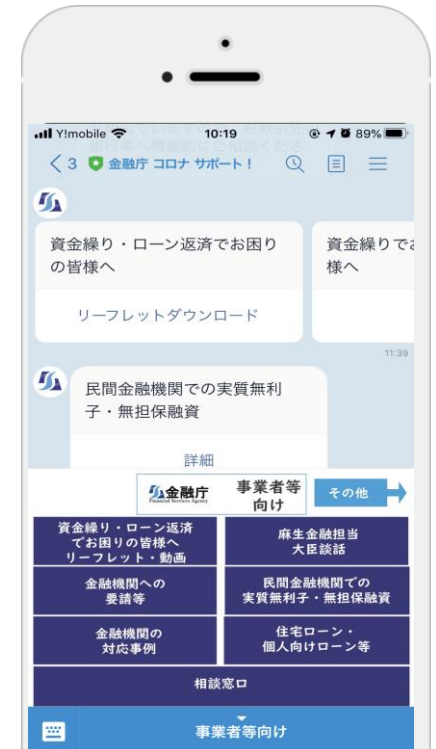 Y!mobile 10:19 89%
3 金融庁 コロナ サポート!
資金繰り・ローン返済でお困り
の皆様へ
リーフレットダウンロード
資金繰りで
様へ
11:39
民間金融機関での実質無利
子・無担保融資
詳細
金融庁
Financial Services Agency
事業者等
向け
その他
資金繰り・ローン返済
でお困りの皆様へ
リーフレット・動画
麻生金融担当
大臣談話
金融機関への
要請等
民間金融機関での
実質無利子・無担保融資
金融機関の
対応事例
住宅ローン・
個人向けローン等
相談窓口
事業者等向け